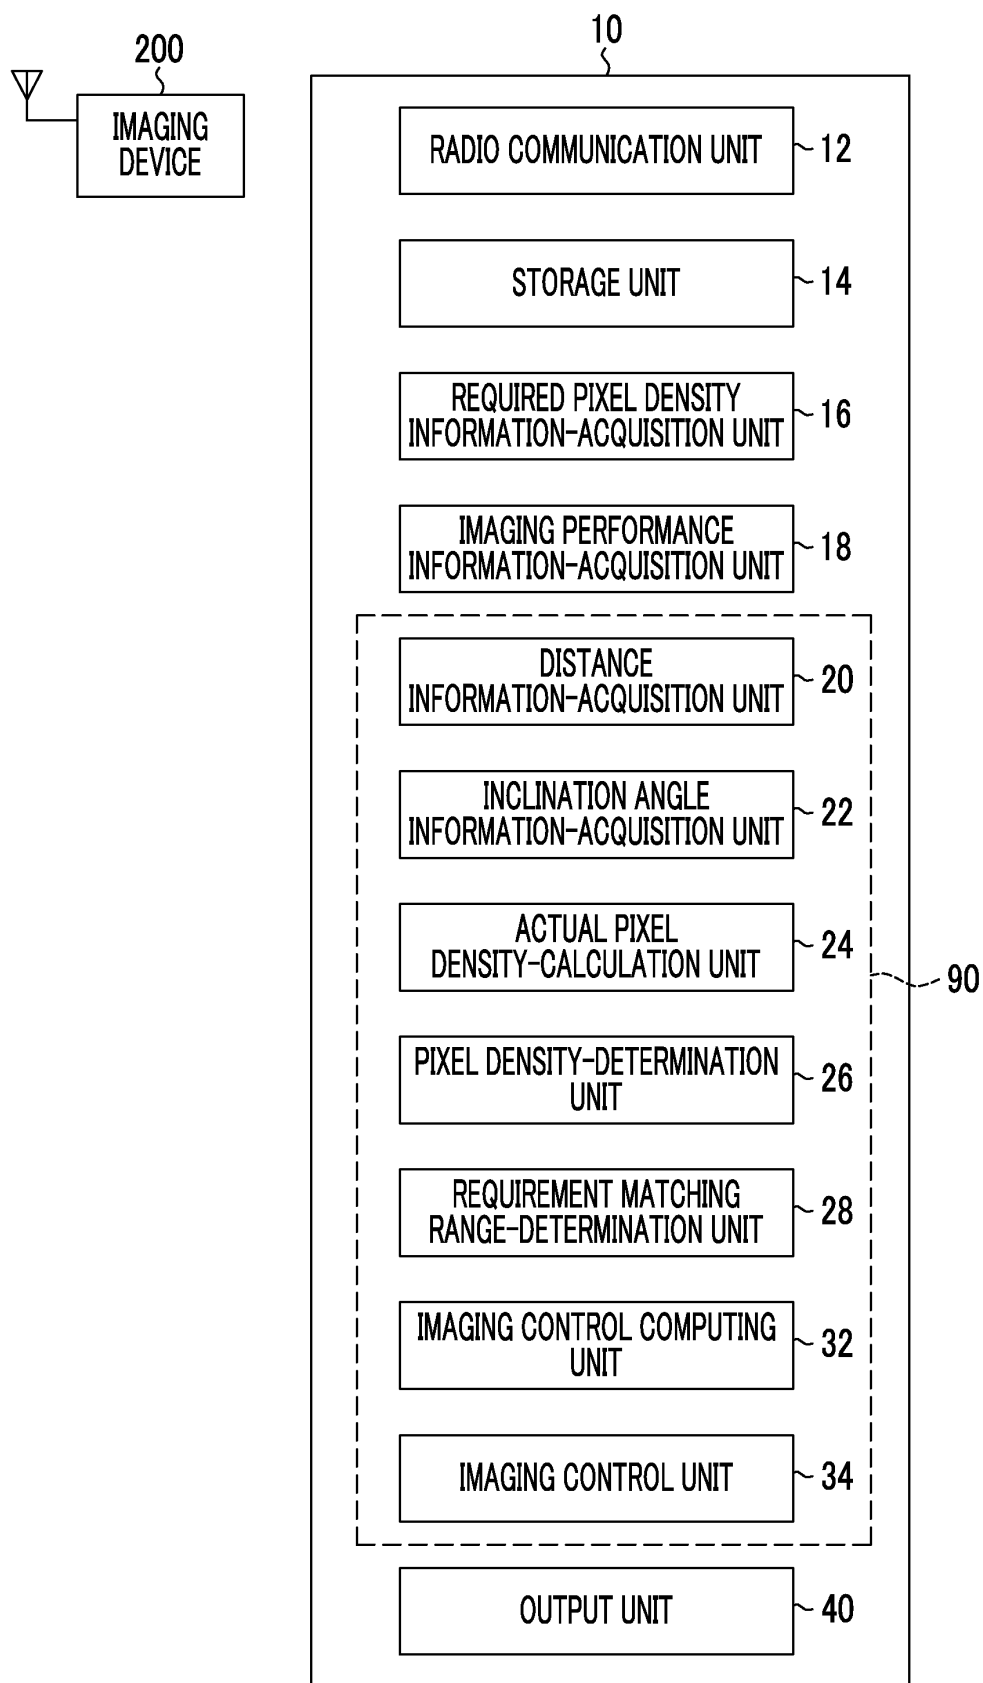 200
IMAGING
DEVICE
10
RADIO COMMUNICATION UNIT
12
STORAGE UNIT
14
REQUIRED PIXEL DENSITY
INFORMATION-ACQUISITION UNIT
16
IMAGING PERFORMANCE
INFORMATION-ACQUISITION UNIT
18
DISTANCE
INFORMATION-ACQUISITION UNIT
20
INCLINATION ANGLE
INFORMATION-ACQUISITION UNIT
22
ACTUAL PIXEL
DENSITY-CALCULATION UNIT
24
90
PIXEL DENSITY-DETERMINATION
UNIT
26
REQUIREMENT MATCHING
RANGE-DETERMINATION UNIT
28
IMAGING CONTROL COMPUTING
UNIT
32
IMAGING CONTROL UNIT
34
OUTPUT UNIT
40